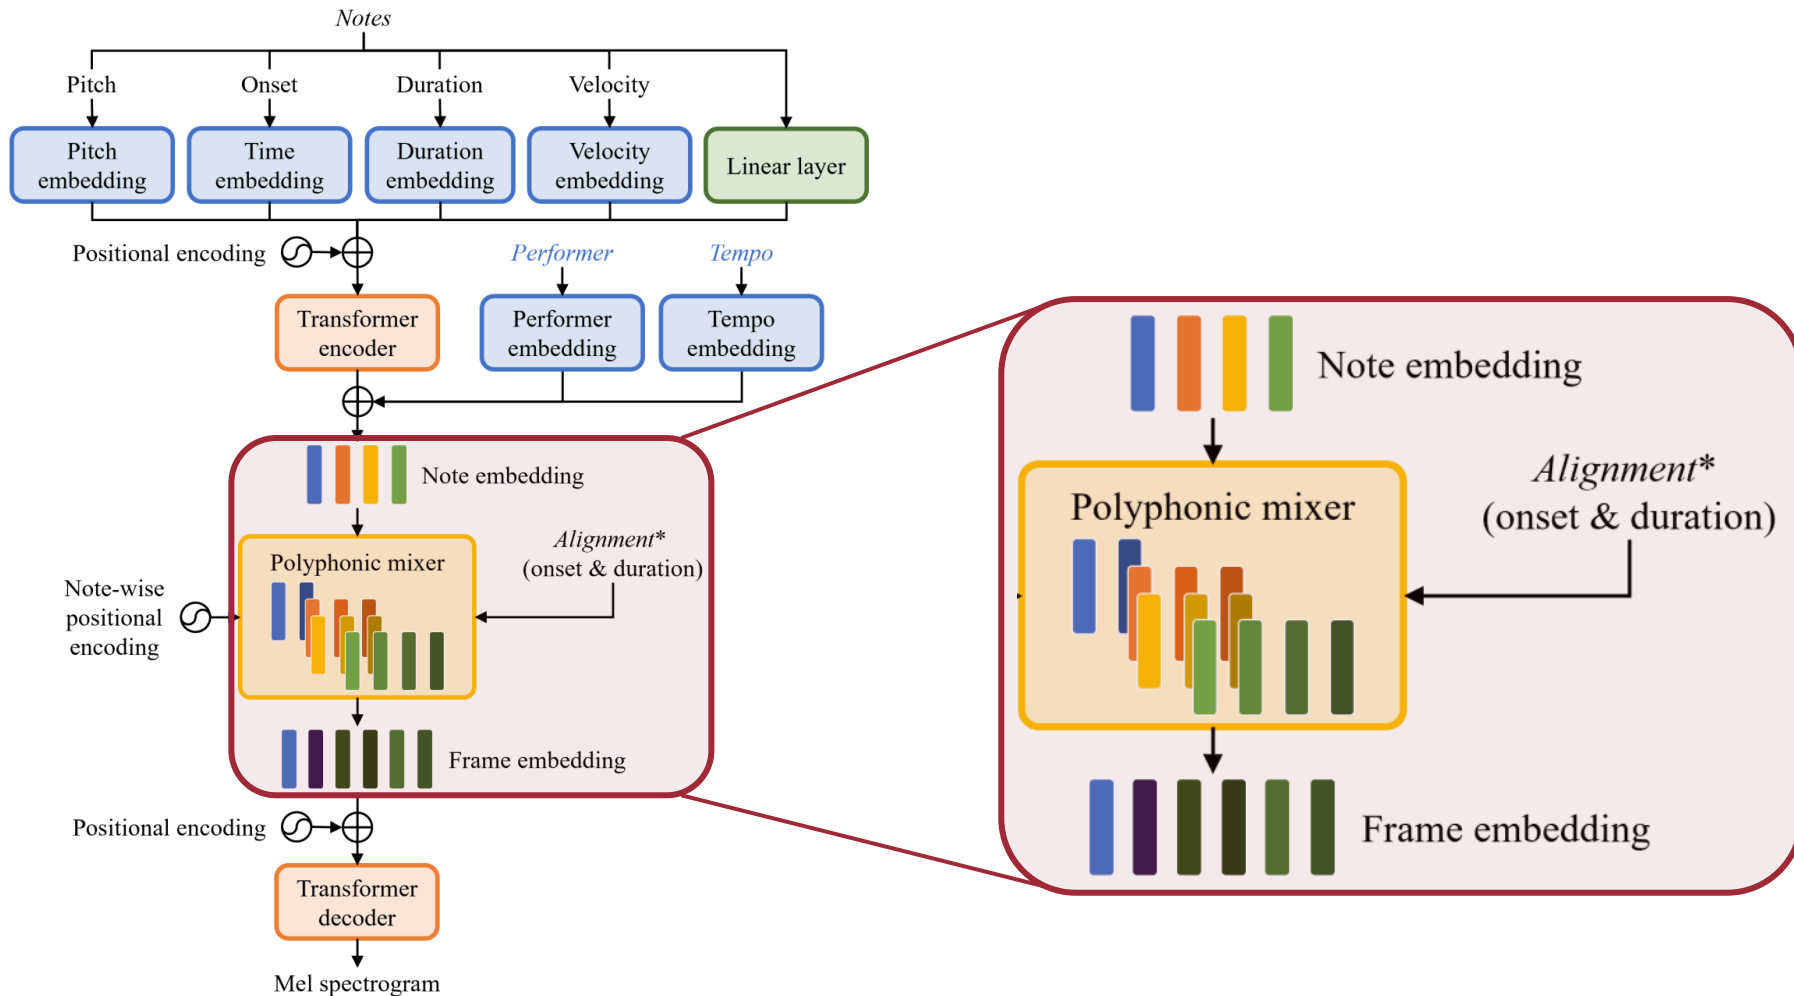 Notes
Pitch
Onset
Duration
Velocity
Pitch
embedding
Time
embedding
Duration
embedding
Velocity
embedding
Linear layer
Positional encoding
Performer
Tempo
Transformer
encoder
Performer
embedding
Tempo
embedding
Note embedding
Polyphonic mixer
Alignment*
(onset & duration)
Note-wise
positional
encoding
Frame embedding
Positional encoding
Transformer
decoder
Mel spectrogram
Note embedding
Polyphonic mixer
Alignment*
(onset & duration)
Frame embedding